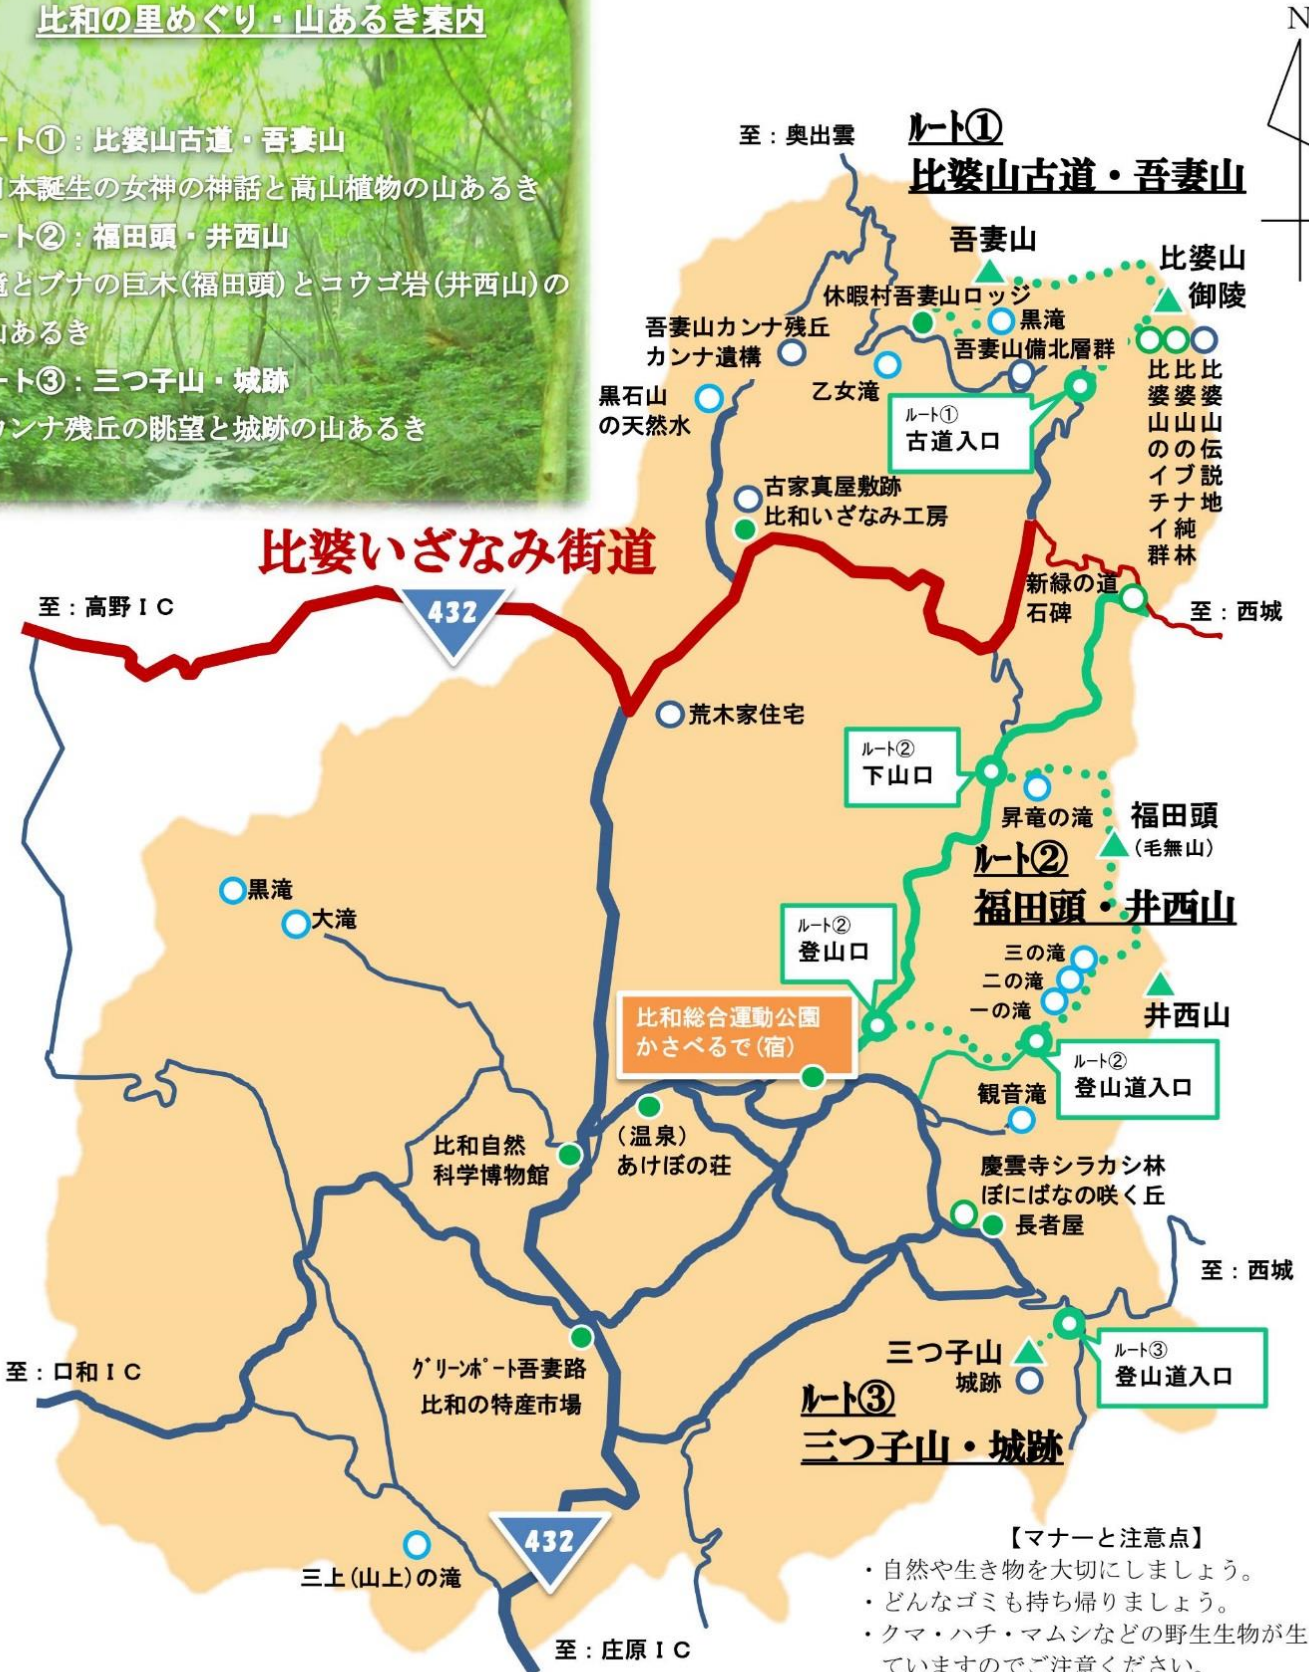 比和の里めぐり・山あるき案内
ート①：比婆山古道・吾妻山
本誕生の女神の神話と高山植物の山あるき
ート②：福田頭・井西山
とブナの巨木(福田頭)とコウゴ岩(井西山)の
山あるき
ート③：三つ子山・城跡
カンナ残丘の眺望と城跡の山あるき
N
至：奥出雲
ルート①
比婆山古道・吾妻山
吾妻山
比婆山
御陵
休暇村吾妻山ロッジ
黒滝
吾妻山カンナ残丘
カンナ遺構
吾妻山備北層群
乙女滝
黒石山
の天然水
ルート①
古道入口
比婆山のイチイ群
比婆山のブナ純林
比婆山伝説地
古家真屋敷跡
比和いざなみ工房
比婆いざなみ街道
432
至：高野ＩＣ
新緑の道
石碑
至：西城
荒木家住宅
ルート②
下山口
昇竜の滝
福田頭
(毛無山)
ルート②
福田頭・井西山
黒滝
大滝
ルート②
登山口
三の滝
二の滝
一の滝
井西山
比和総合運動公園
かさべるで(宿)
ルート②
登山道入口
観音滝
比和自然
科学博物館
(温泉)
あけぼの荘
慶雲寺シラカシ林
ぼにばなの咲く丘
長者屋
至：西城
グリーンポート吾妻路
比和の特産市場
至：口和ＩＣ
三つ子山
城跡
ルート③
登山道入口
ルート③
三つ子山・城跡
432
三上(山上)の滝
至：庄原ＩＣ
【マナーと注意点】
・自然や生き物を大切にしましょう。
・どんなゴミも持ち帰りましょう。
・クマ・ハチ・マムシなどの野生生物が生
ていますのでご注意ください。